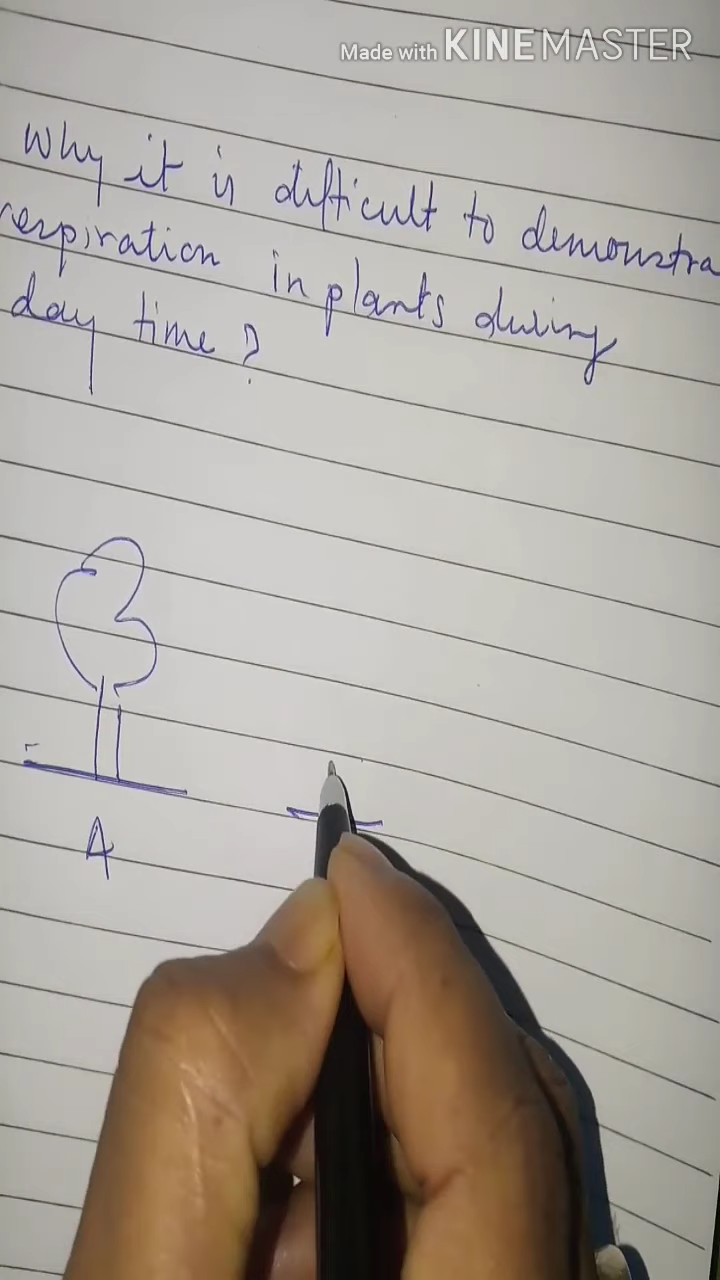 Made with KINEMASTER
Why it is difficult to demonstra
respiration in plants during
day time?
A